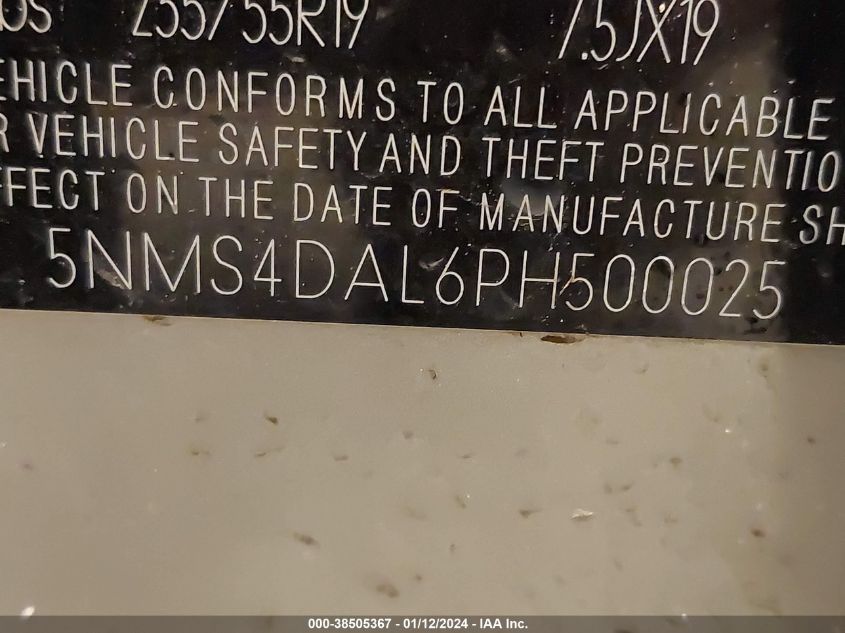 255/55R19 7.5JX19
VEHICLE CONFORMS TO ALL APPLICABLE
VEHICLE SAFETY AND THEFT PREVENTIO
FFECT ON THE DATE OF MANUFACTURE SH
5NMS4DAL6PH500025
000-38505367 - 01/12/2024 - IAA Inc.